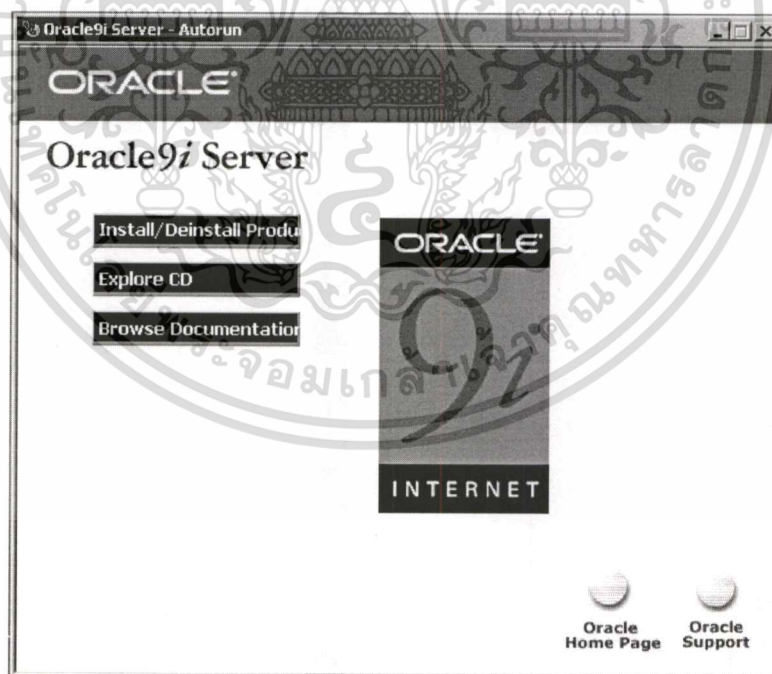 Oracle9i Server - Autorun
ORACLE®
Oracle9i Server
Install/Deinstall Produ
Explore CD
Browse Documentation
ORACLE®
9i
INTERNET
Oracle
Home Page
Oracle
Support